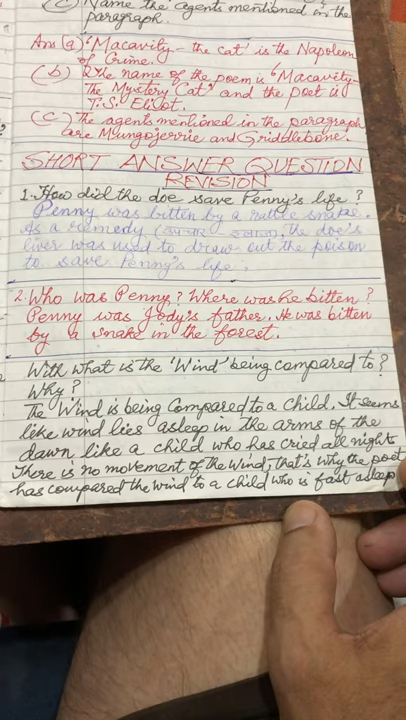 (C) Name the agents mentioned in the
paragraph.
Ans (a) 'Macavity - the cat' is the Napoleon
of Crime.
(b) The name of the poem is "Macavity -
The Mystery Cat" and the poet is
T.S. Eliot.
(C) The agents mentioned in the paragraph
are Mungojerrie and Griddlebone.
SHORT ANSWER QUESTION
REVISION
1. How did the doe save Penny's life?
Penny was bitten by a rattle snake.
As a remedy (उपचार इलाज), the doe's
liver was used to draw out the poison
to save Penny's life.
2. Who was Penny? Where was he bitten?
Penny was Jody's father. He was bitten
by a snake in the forest.
With what is the 'Wind' being compared to?
Why?
The Wind is being Compared to a child. It seems
like wind lies asleep in the arms of the
dawn like a child who has cried all night
There is no movement of the wind, that's why the poet
has compared the wind to a child who is fast asleep